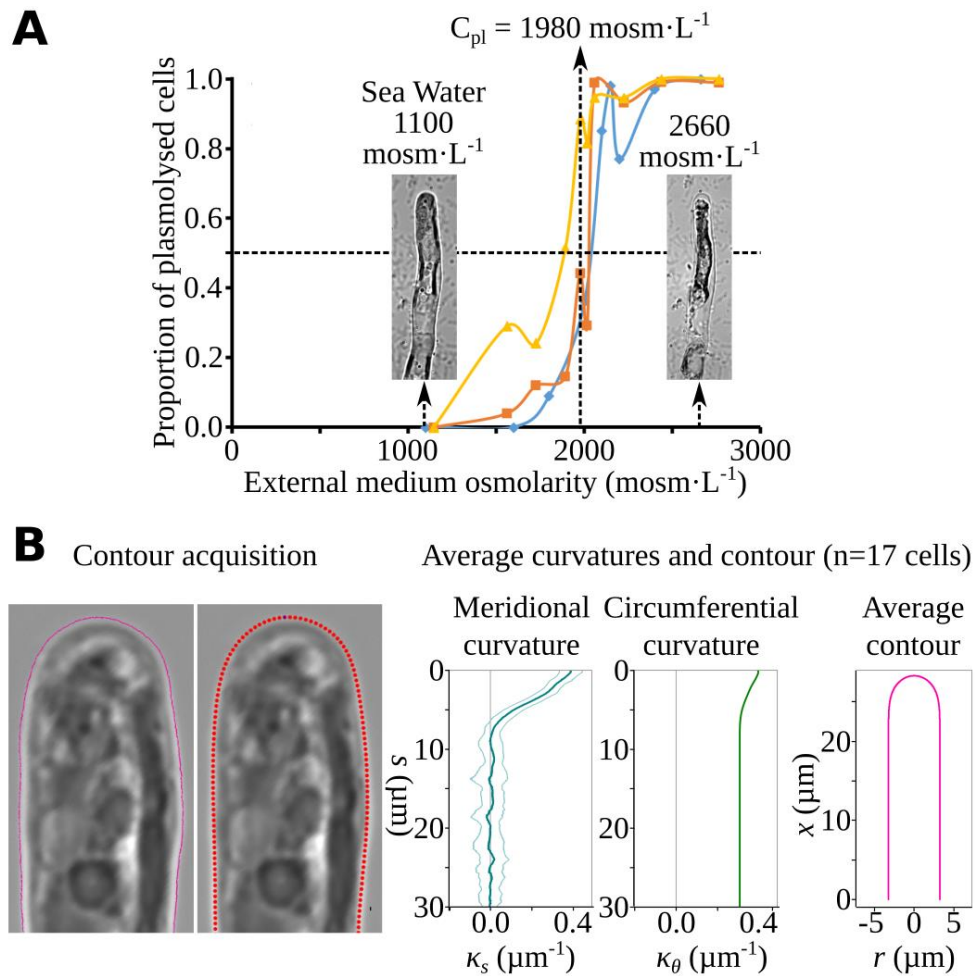 A
C_pl = 1980 mosm·L⁻¹
Sea Water
1100
mosm·L⁻¹
2660
mosm·L⁻¹
Proportion of plasmolysed cells
1.0
0.8
0.6
0.4
0.2
0.0
0
1000
2000
3000
External medium osmolarity (mosm·L⁻¹)
B
Contour acquisition
Average curvatures and contour (n=17 cells)
Meridional
curvature
Circumferential
curvature
Average
contour
s (µm)
0
10
20
30
0.0
0.4
κ_s (µm⁻¹)
0
10
20
30
0.0
0.4
κ_θ (µm⁻¹)
x (µm)
20
10
0
-5
0
5
r (µm)